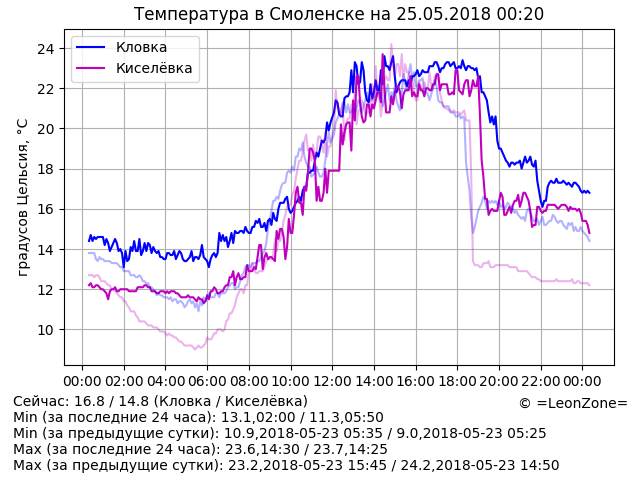 Температура в Смоленске на 25.05.2018 00:20
градусов Цельсия, °C
24
22
20
18
16
14
12
10
Кловка
Киселёвка
00:00 02:00 04:00 06:00 08:00 10:00 12:00 14:00 16:00 18:00 20:00 22:00 00:00
Сейчас: 16.8 / 14.8 (Кловка / Киселёвка)
© =LeonZone=
Min (за последние 24 часа): 13.1,02:00 / 11.3,05:50
Min (за предыдущие сутки): 10.9,2018-05-23 05:35 / 9.0,2018-05-23 05:25
Max (за последние 24 часа): 23.6,14:30 / 23.7,14:25
Max (за предыдущие сутки): 23.2,2018-05-23 15:45 / 24.2,2018-05-23 14:50